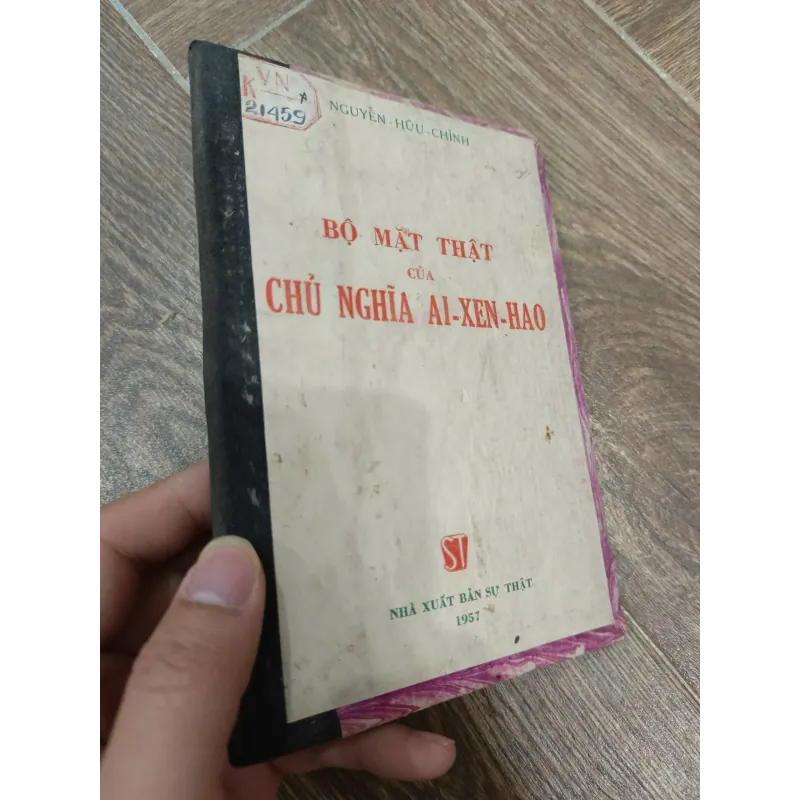 VN
K
21459
NGUYỄN-HỮU-CHỈNH
BỘ MẶT THẬT
CỦA
CHỦ NGHĨA AI-XEN-HAO
ST
NHÀ XUẤT BẢN SỰ THẬT
1957